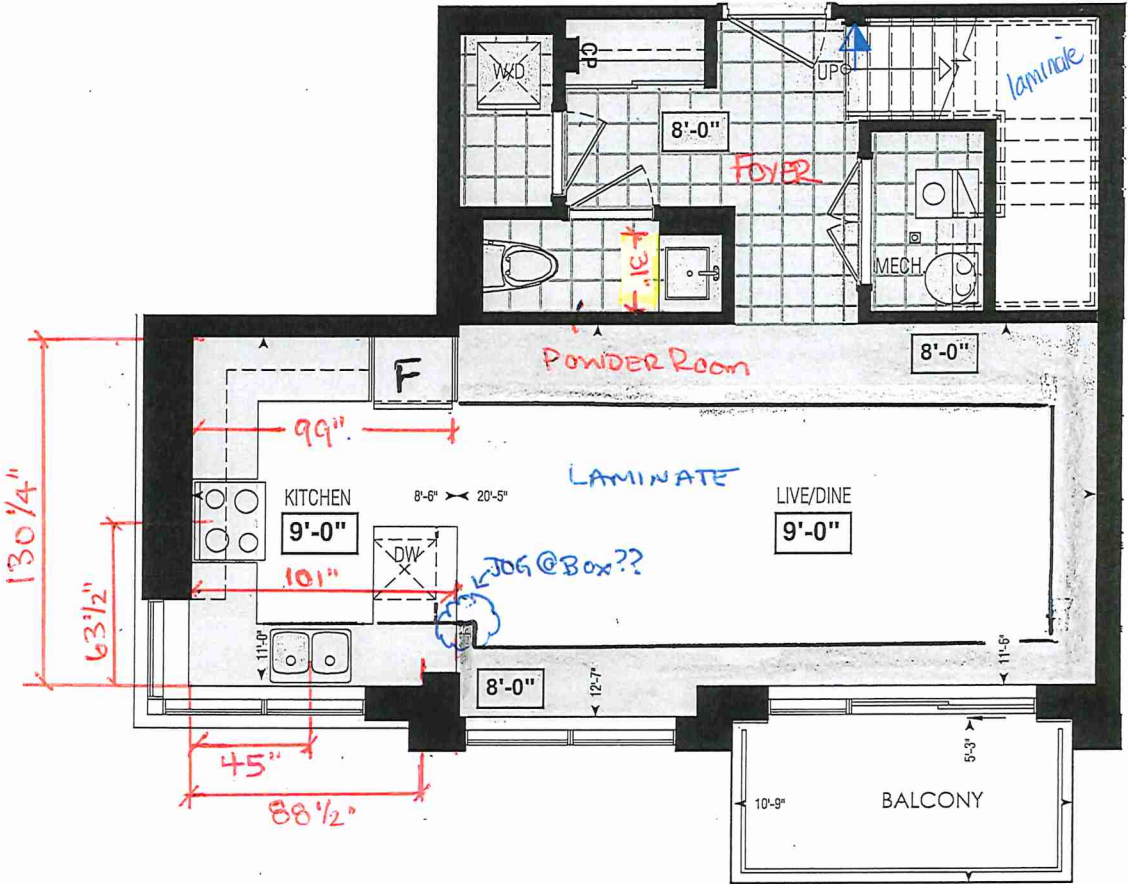 W/D
CP
UP
laminate
8'-0"
FOYER
31"
MECH.
POWDER Room
8'-0"
F
99"
LAMINATE
130 1/4"
KITCHEN
9'-0"
8'-6"
20'-5"
LIVE/DINE
9'-0"
DW
JOG @ BOX??
101"
63 1/2"
11'-0"
11'-6"
8'-0"
12'-7"
45"
5'-3"
88 1/2"
10'-9"
BALCONY